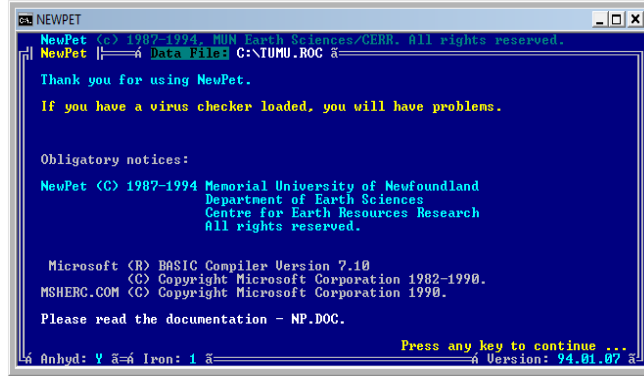 NEWPET
NewPet (c) 1987-1994, MUN Earth Sciences/CERR. All rights reserved.
NewPet á Data File: C:\TUMU.ROC ã
Thank you for using NewPet.
If you have a virus checker loaded, you will have problems.
Obligatory notices:
NewPet (C) 1987-1994 Memorial University of Newfoundland
Department of Earth Sciences
Centre for Earth Resources Research
All rights reserved.
Microsoft (R) BASIC Compiler Version 7.10
(C) Copyright Microsoft Corporation 1982-1990.
MSHERC.COM (C) Copyright Microsoft Corporation 1990.
Please read the documentation - NP.DOC.
Press any key to continue ...
á Anhyd: Y ã á Iron: 1 ã á Version: 94.01.07 ã